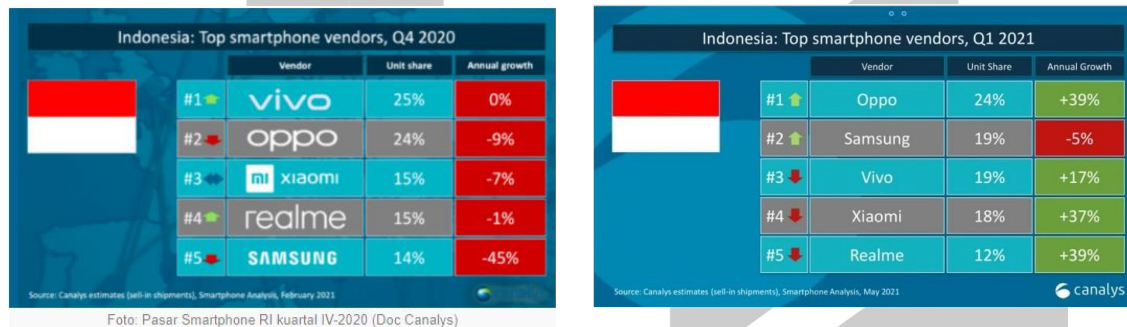 Indonesia: Top smartphone vendors, Q4 2020
Vendor Unit share Annual growth
#1 vivo 25% 0%
#2 oppo 24% -9%
#3 mi xiaomi 15% -7%
#4 realme 15% -1%
#5 SAMSUNG 14% -45%
Source: Canalys estimates (sell-in shipments), Smartphone Analysis, February 2021
Foto: Pasar Smartphone RI kuartal IV-2020 (Doc Canalys)
Indonesia: Top smartphone vendors, Q1 2021
Vendor Unit Share Annual Growth
#1 Oppo 24% +39%
#2 Samsung 19% -5%
#3 Vivo 19% +17%
#4 Xiaomi 18% +37%
#5 Realme 12% +39%
Source: Canalys estimates (sell-in shipments), Smartphone Analysis, May 2021
canalys